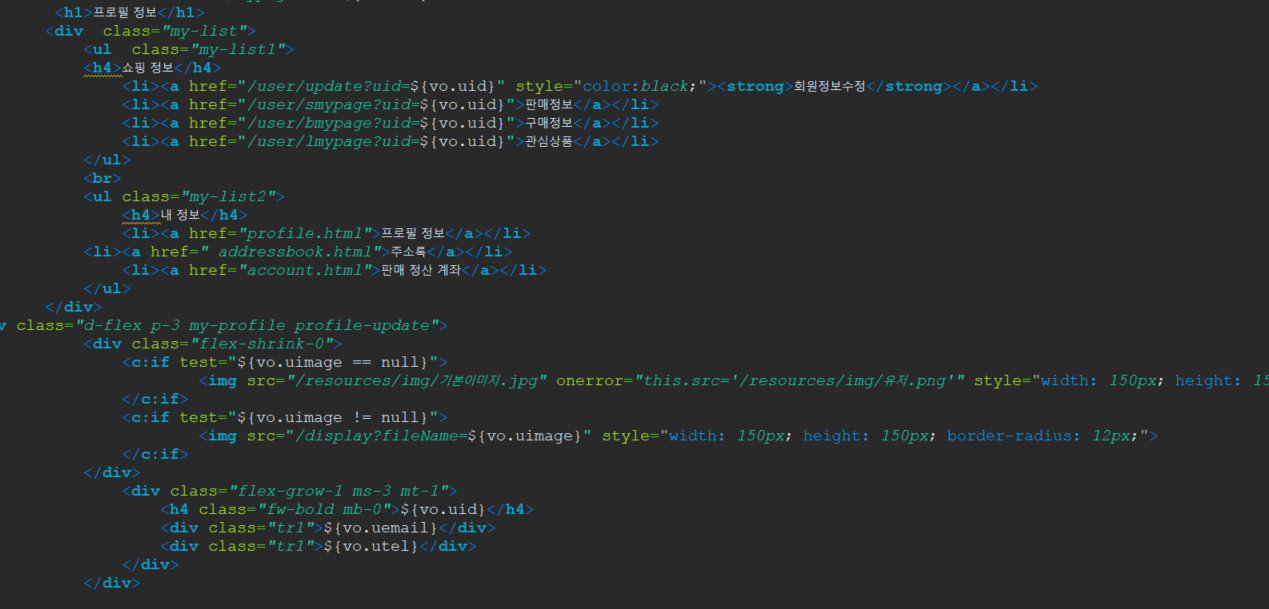 <h1>프로필 정보</h1>
<div  class="my-list">
<ul  class="my-list1">
<h4>쇼핑 정보</h4>
<li><a href="/user/update?uid=${vo.uid}" style="color:black;"><strong>회원정보수정</strong></a></li>
<li><a href="/user/smypage?uid=${vo.uid}">판매정보</a></li>
<li><a href="/user/bmypage?uid=${vo.uid}">구매정보</a></li>
<li><a href="/user/lmypage?uid=${vo.uid}">관심상품</a></li>
</ul>
<br>
<ul class="my-list2">
<h4>내 정보</h4>
<li><a href="profile.html">프로필 정보</a></li>
<li><a href=" addressbook.html">주소록</a></li>
<li><a href="account.html">판매 정산 계좌</a></li>
</ul>
</div>
v class="d-flex p-3 my-profile profile-update">
<div class="flex-shrink-0">
<c:if test="${vo.uimage == null}">
<img src="/resources/img/기본이미지.jpg" onerror="this.src='/resources/img/유저.png'" style="width: 150px; height: 15
</c:if>
<c:if test="${vo.uimage != null}">
<img src="/display?fileName=${vo.uimage}" style="width: 150px; height: 150px; border-radius: 12px;">
</c:if>
</div>
<div class="flex-grow-1 ms-3 mt-1">
<h4 class="fw-bold mb-0">${vo.uid}</h4>
<div class="tr1">${vo.uemail}</div>
<div class="tr1">${vo.utel}</div>
</div>
</div>